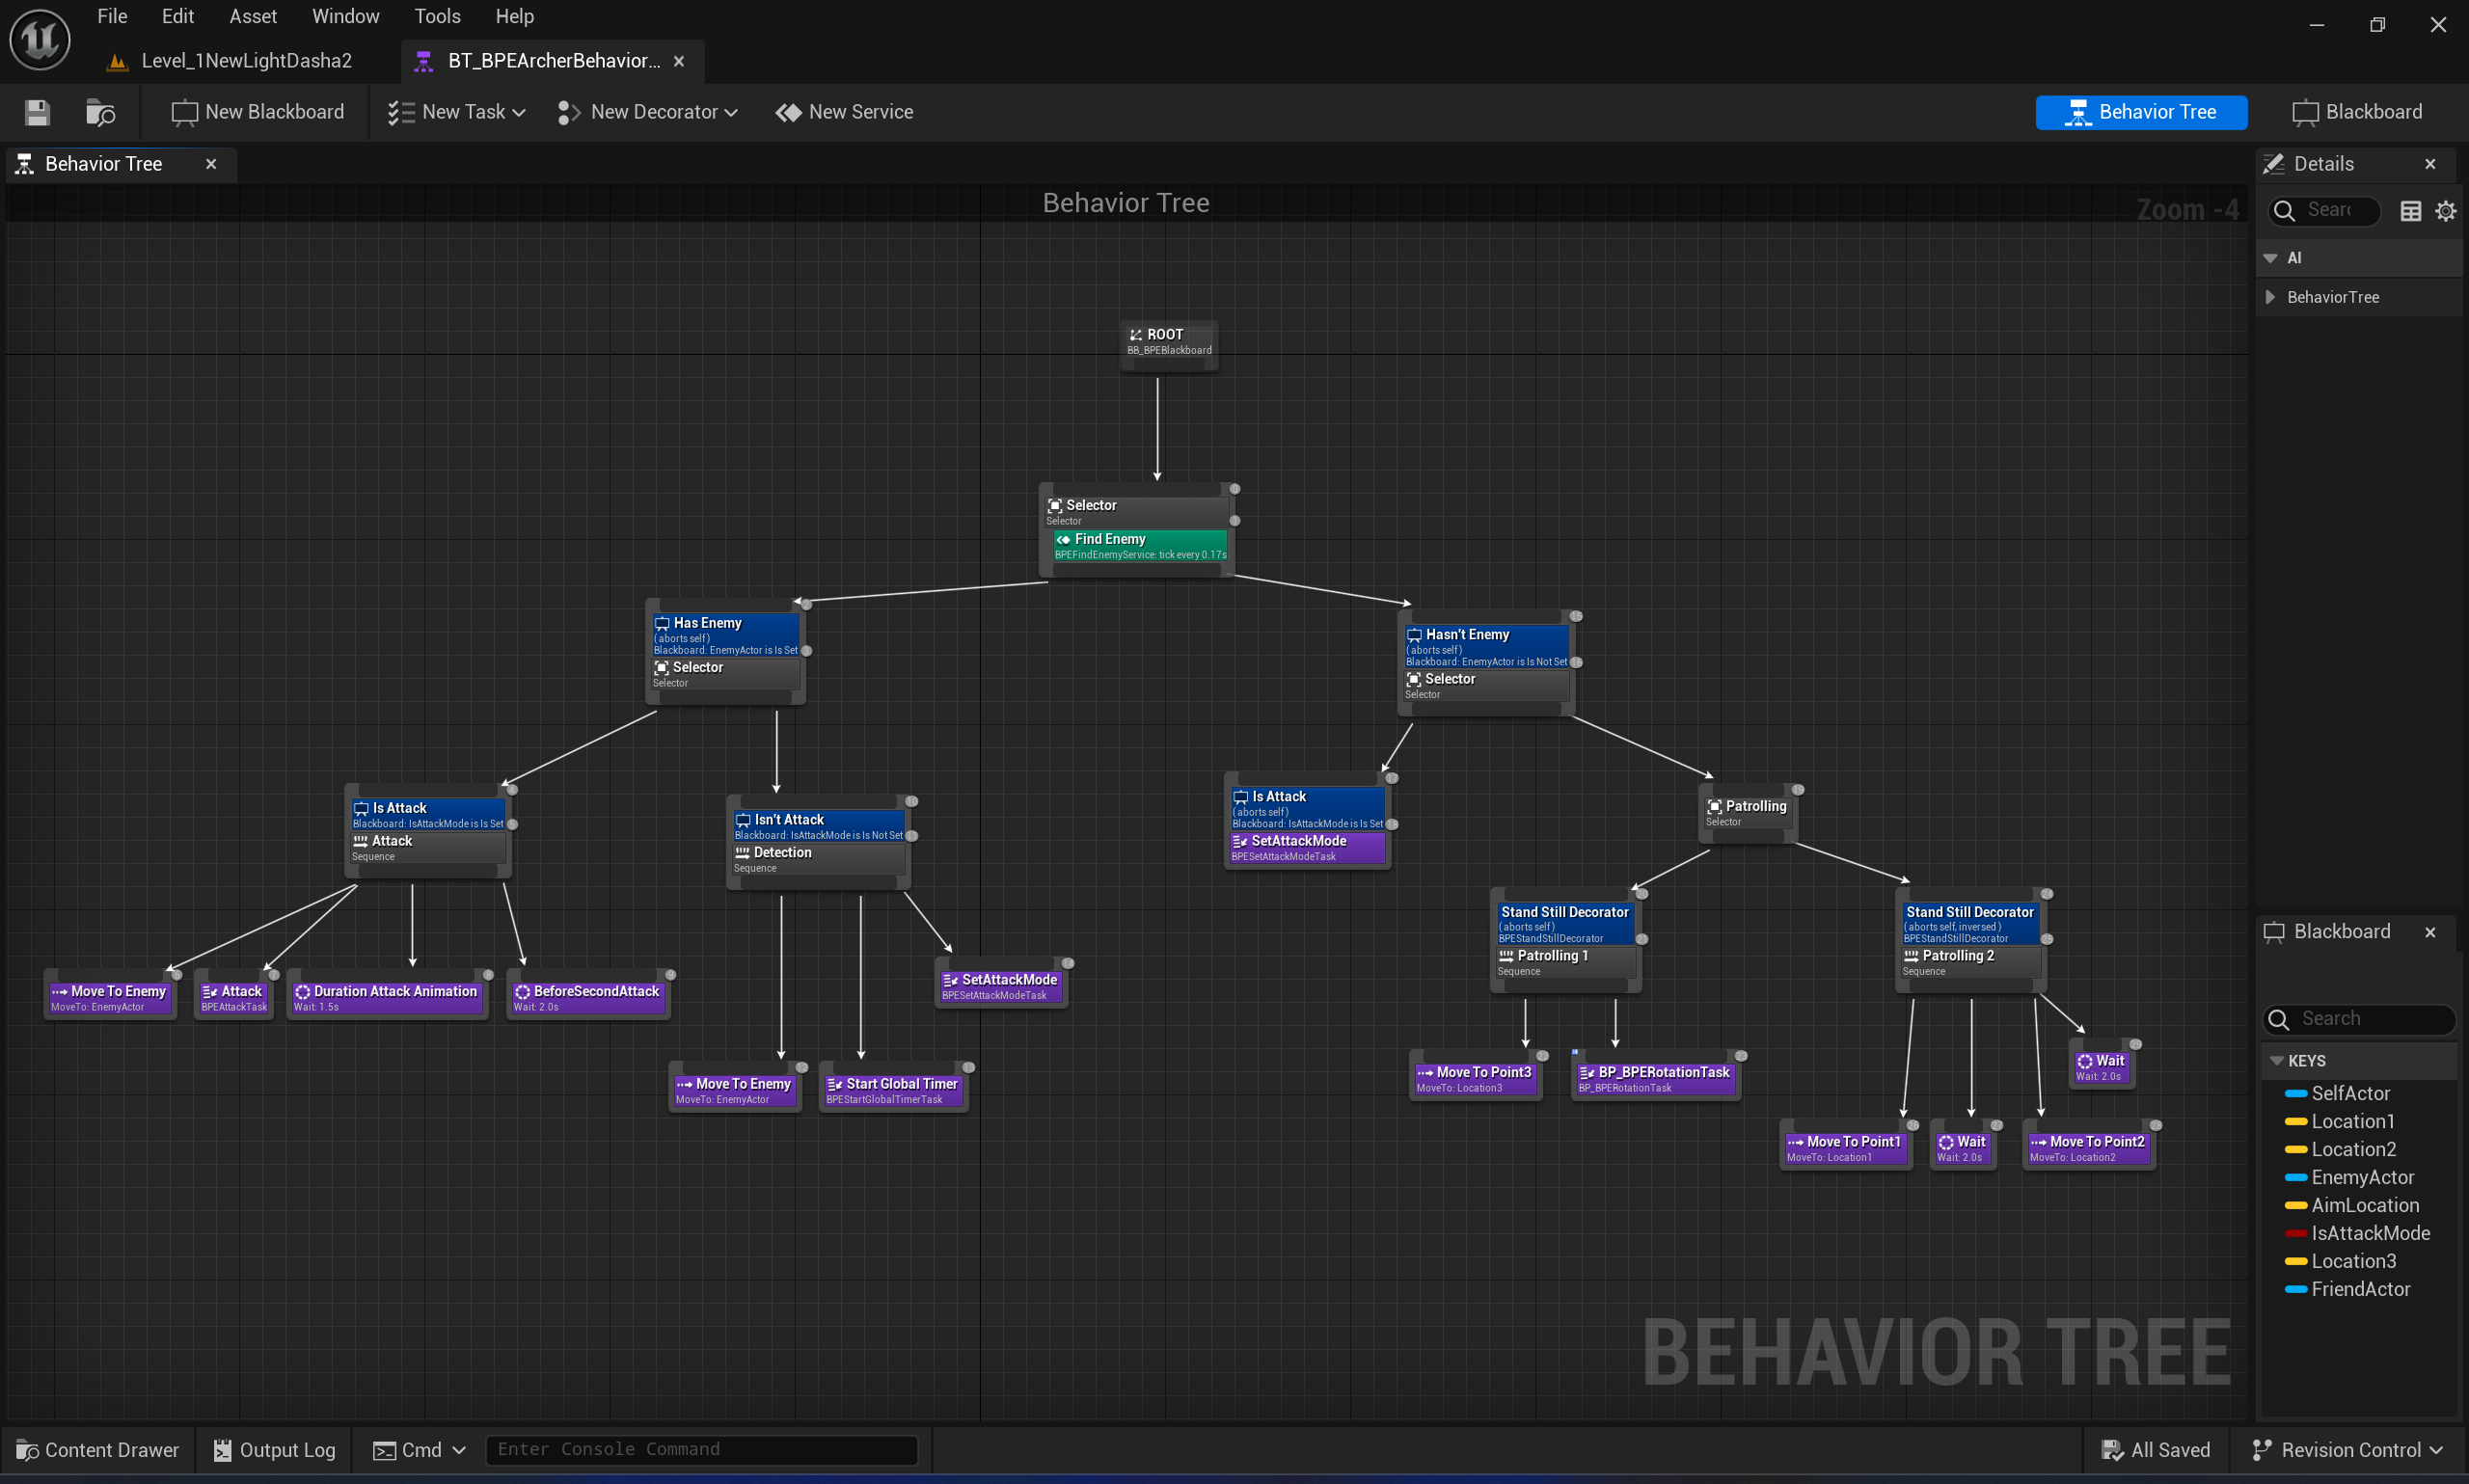 File Edit Asset Window Tools Help
Level_1NewLightDasha2
BT_BPEArcherBehavior...
New Blackboard
New Task
New Decorator
New Service
Behavior Tree
Blackboard
Behavior Tree
Details
Behavior Tree
Zoom -4
AI
BehaviorTree
ROOT
BB_BPEBlackboard
Selector
Selector
Find Enemy
BPEFindEnemyService: tick every 0.17s
Has Enemy
( aborts self )
Blackboard: EnemyActor is Is Set
Selector
Selector
Hasn't Enemy
(aborts self )
Blackboard: EnemyActor is Is Not Set
Selector
Selector
Is Attack
Blackboard: IsAttackMode is Is Set
Attack
Sequence
Isn't Attack
Blackboard: IsAttackMode is Is Not Set
Detection
Sequence
Is Attack
( aborts self )
Blackboard: IsAttackMode is Is Set
SetAttackMode
BPESetAttackModeTask
Patrolling
Selector
Stand Still Decorator
( aborts self )
BPEStandStillDecorator
Patrolling 1
Sequence
Stand Still Decorator
( aborts self, inversed )
BPEStandStillDecorator
Patrolling 2
Sequence
Move To Enemy
MoveTo: EnemyActor
Attack
BPEAttackTask
Duration Attack Animation
Wait: 1.5s
BeforeSecondAttack
Wait: 2.0s
SetAttackMode
BPESetAttackModeTask
Move To Enemy
MoveTo: EnemyActor
Start Global Timer
BPEStartGlobalTimerTask
Move To Point3
MoveTo: Location3
BP_BPERotationTask
BP_BPERotationTask
Wait
Wait: 2.0s
Move To Point1
MoveTo: Location1
Wait
Wait: 2.0s
Move To Point2
MoveTo: Location2
Blackboard
Search
KEYS
SelfActor
Location1
Location2
EnemyActor
AimLocation
IsAttackMode
Location3
FriendActor
BEHAVIOR TREE
Content Drawer
Output Log
Cmd
Enter Console Command
All Saved
Revision Control